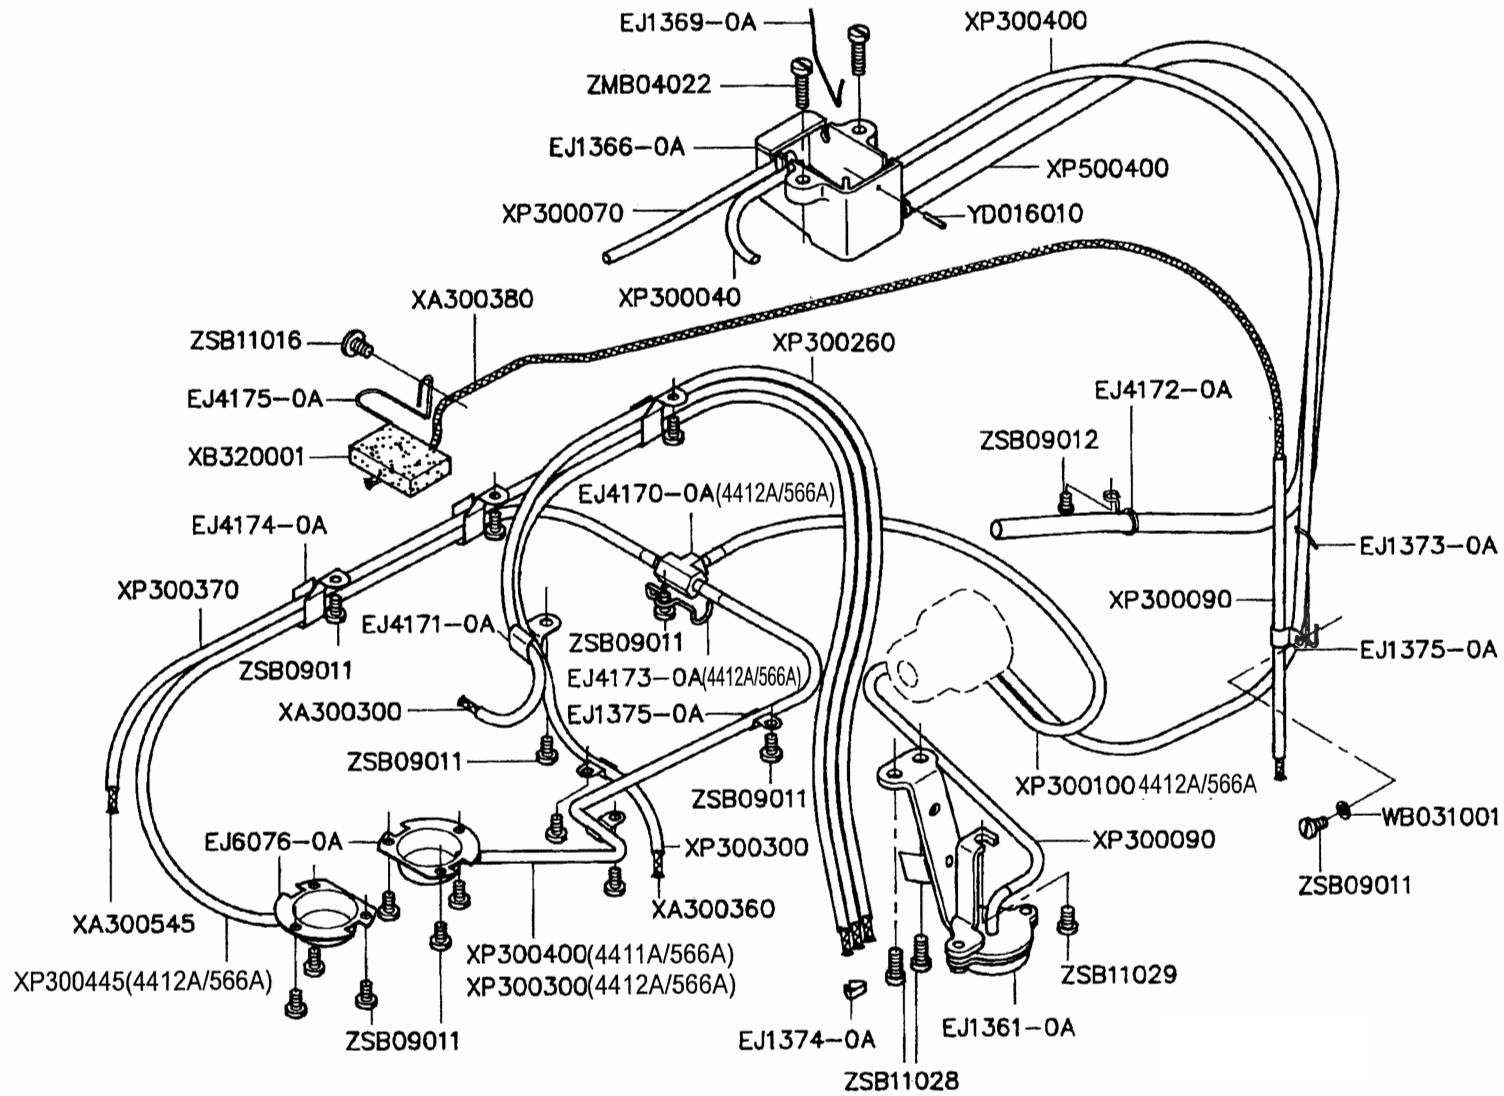 EJ1369-0A
XP300400
ZMB04022
EJ1366-0A
XP500400
XP300070
YD016010
XP300040
XA300380
ZSB11016
XP300260
EJ4175-0A
EJ4172-0A
ZSB09012
XB320001
EJ4170-0A(4412A/566A)
EJ4174-0A
EJ1373-0A
XP300370
XP300090
EJ4171-0A
ZSB09011
EJ1375-0A
ZSB09011
EJ4173-0A(4412A/566A)
XA300300
EJ1375-0A
ZSB09011
XP300100 4412A/566A
ZSB09011
WB031001
EJ6076-0A
XP300300
XP300090
ZSB09011
XA300545
XA300360
XP300400(4411A/566A)
XP300445(4412A/566A)
XP300300(4412A/566A)
ZSB11029
ZSB09011
EJ1374-0A
EJ1361-0A
ZSB11028